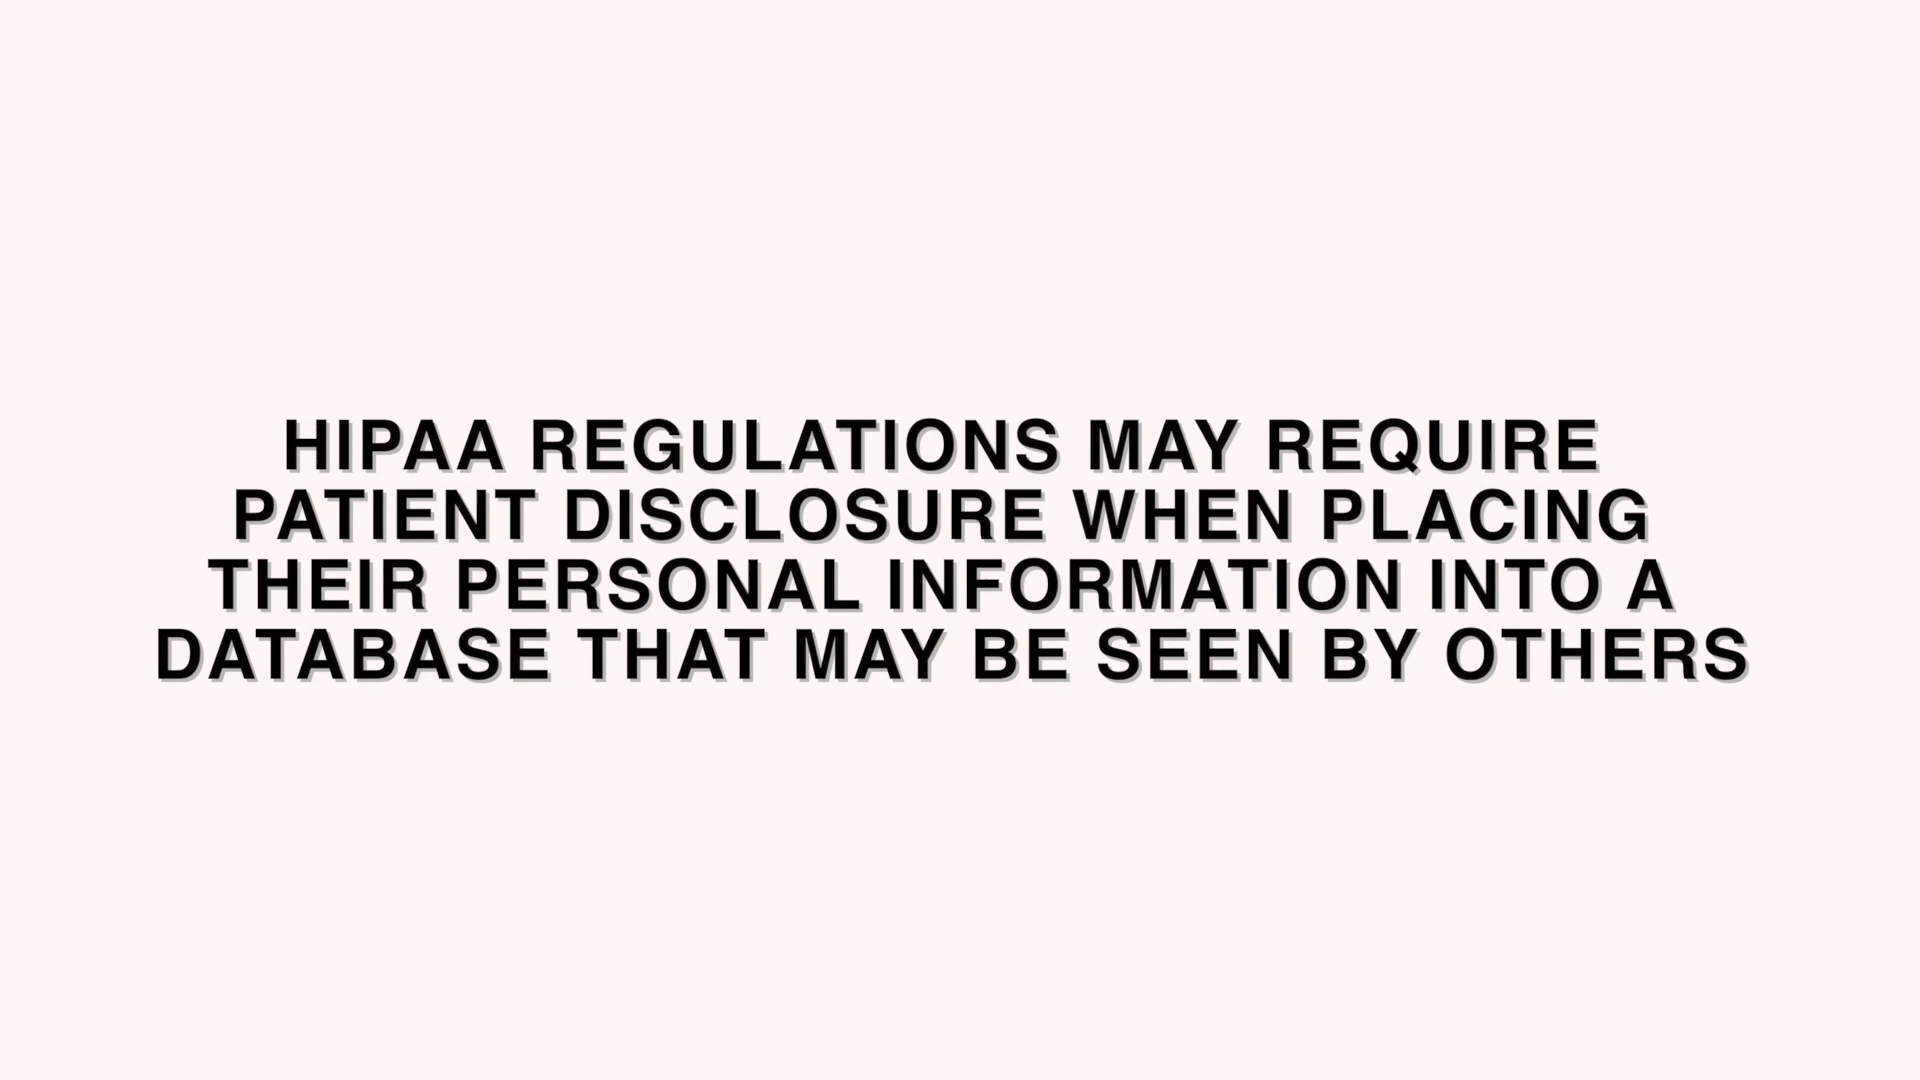 HIPAA REGULATIONS MAY REQUIRE
PATIENT DISCLOSURE WHEN PLACING
THEIR PERSONAL INFORMATION INTO A
DATABASE THAT MAY BE SEEN BY OTHERS